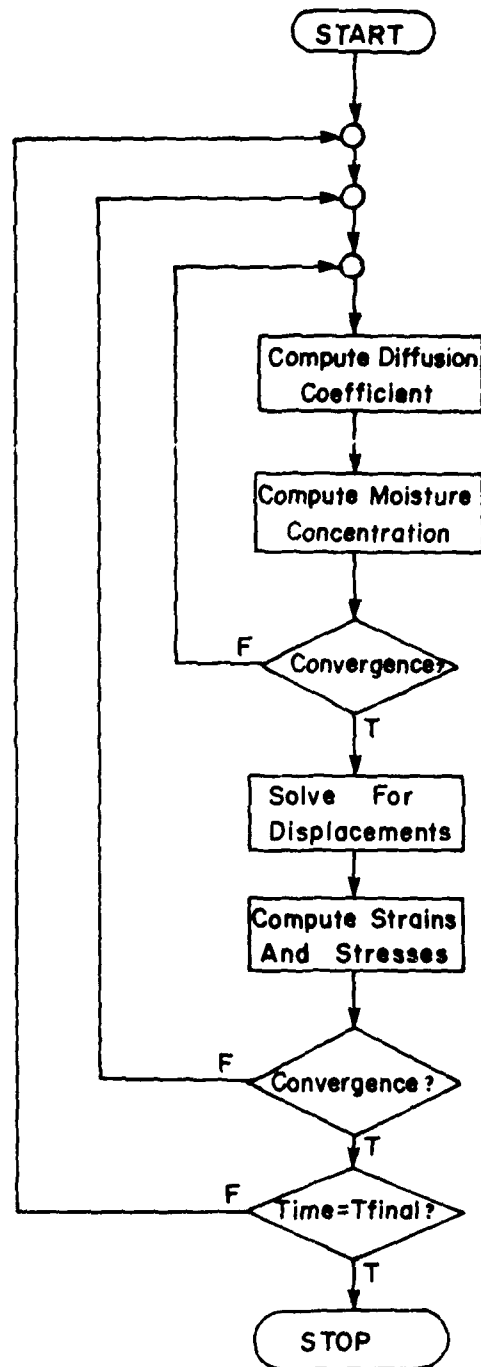 START
Compute Diffusion
Coefficient
Compute Moisture
Concentration
F
Convergence?
T
Solve For
Displacements
Compute Strains
And Stresses
F
Convergence?
T
F
Time=Tfinal?
T
STOP